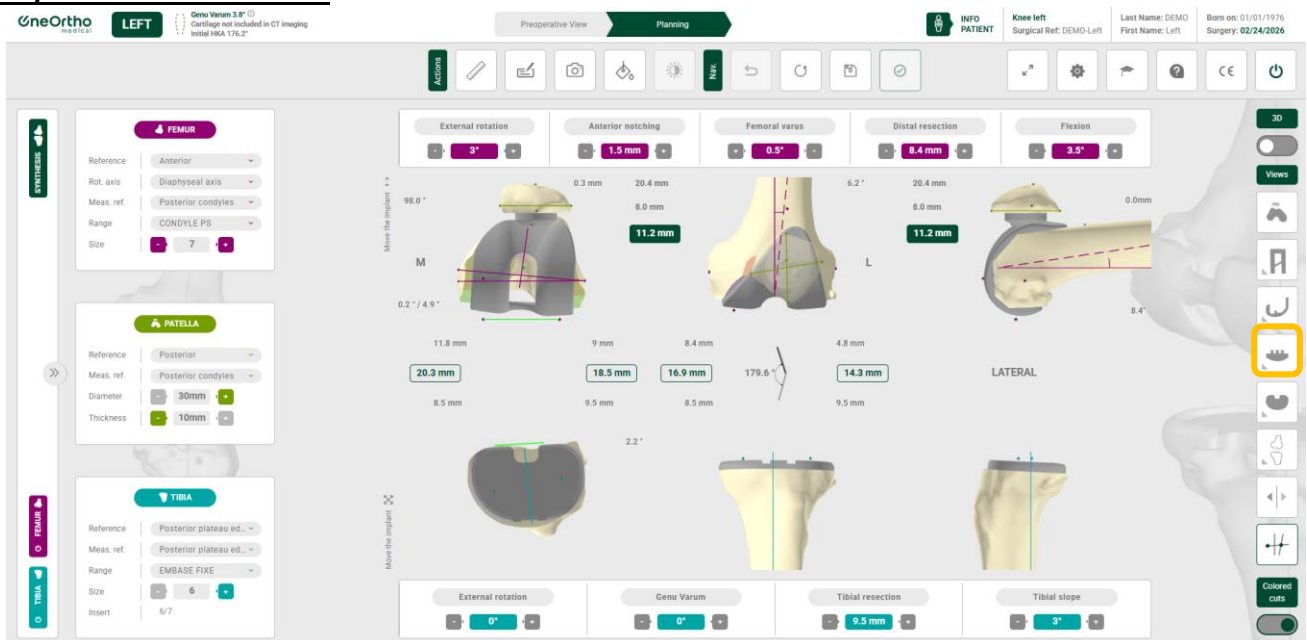 OneOrtho
medical
LEFT
Genu Varum 3.8°
Cartilage not included in CT imaging
Initial HKA 176.2°
Preoperative View
Planning
INFO
PATIENT
Knee left
Surgical Ref: DEMO-Left
Last Name: DEMO
First Name: Left
Born on: 01/01/1976
Surgery: 02/24/2026
Actions
Nav.
CE
SYNTHESIS
FEMUR
Reference Anterior
Rot. axis Diaphyseal axis
Meas. ref. Posterior condyles
Range CONDYLE PS
Size - 7 +
PATELLA
Reference Posterior
Meas. ref. Posterior condyles
Diameter - 30mm +
Thickness - 10mm +
TIBIA
Reference Posterior plateau ed...
Meas. ref. Posterior plateau ed...
Range EMBASE FIXE
Size - 6 +
Insert 6/7
FEMUR
TIBIA
External rotation Anterior notching Femoral varus Distal resection Flexion
- 3° + - 1.5 mm + + 0.5° - - 8.4 mm + - 3.5° +
Move the implant
98.0 °
0.3 mm 20.4 mm 6.2 ° 20.4 mm
8.0 mm 8.0 mm 0.0mm
11.2 mm 11.2 mm
M L
0.2 ° / 4.9 ° 8.4°
11.8 mm 9 mm 8.4 mm 4.8 mm
20.3 mm 18.5 mm 16.9 mm 179.6 ° 14.3 mm LATERAL
8.5 mm 9.5 mm 8.5 mm 9.5 mm
2.2 °
Move the implant
External rotation Genu Varum Tibial resection Tibial slope
- 0° + - 0° + - 9.5 mm + - 3° +
3D
Views
Colored
cuts